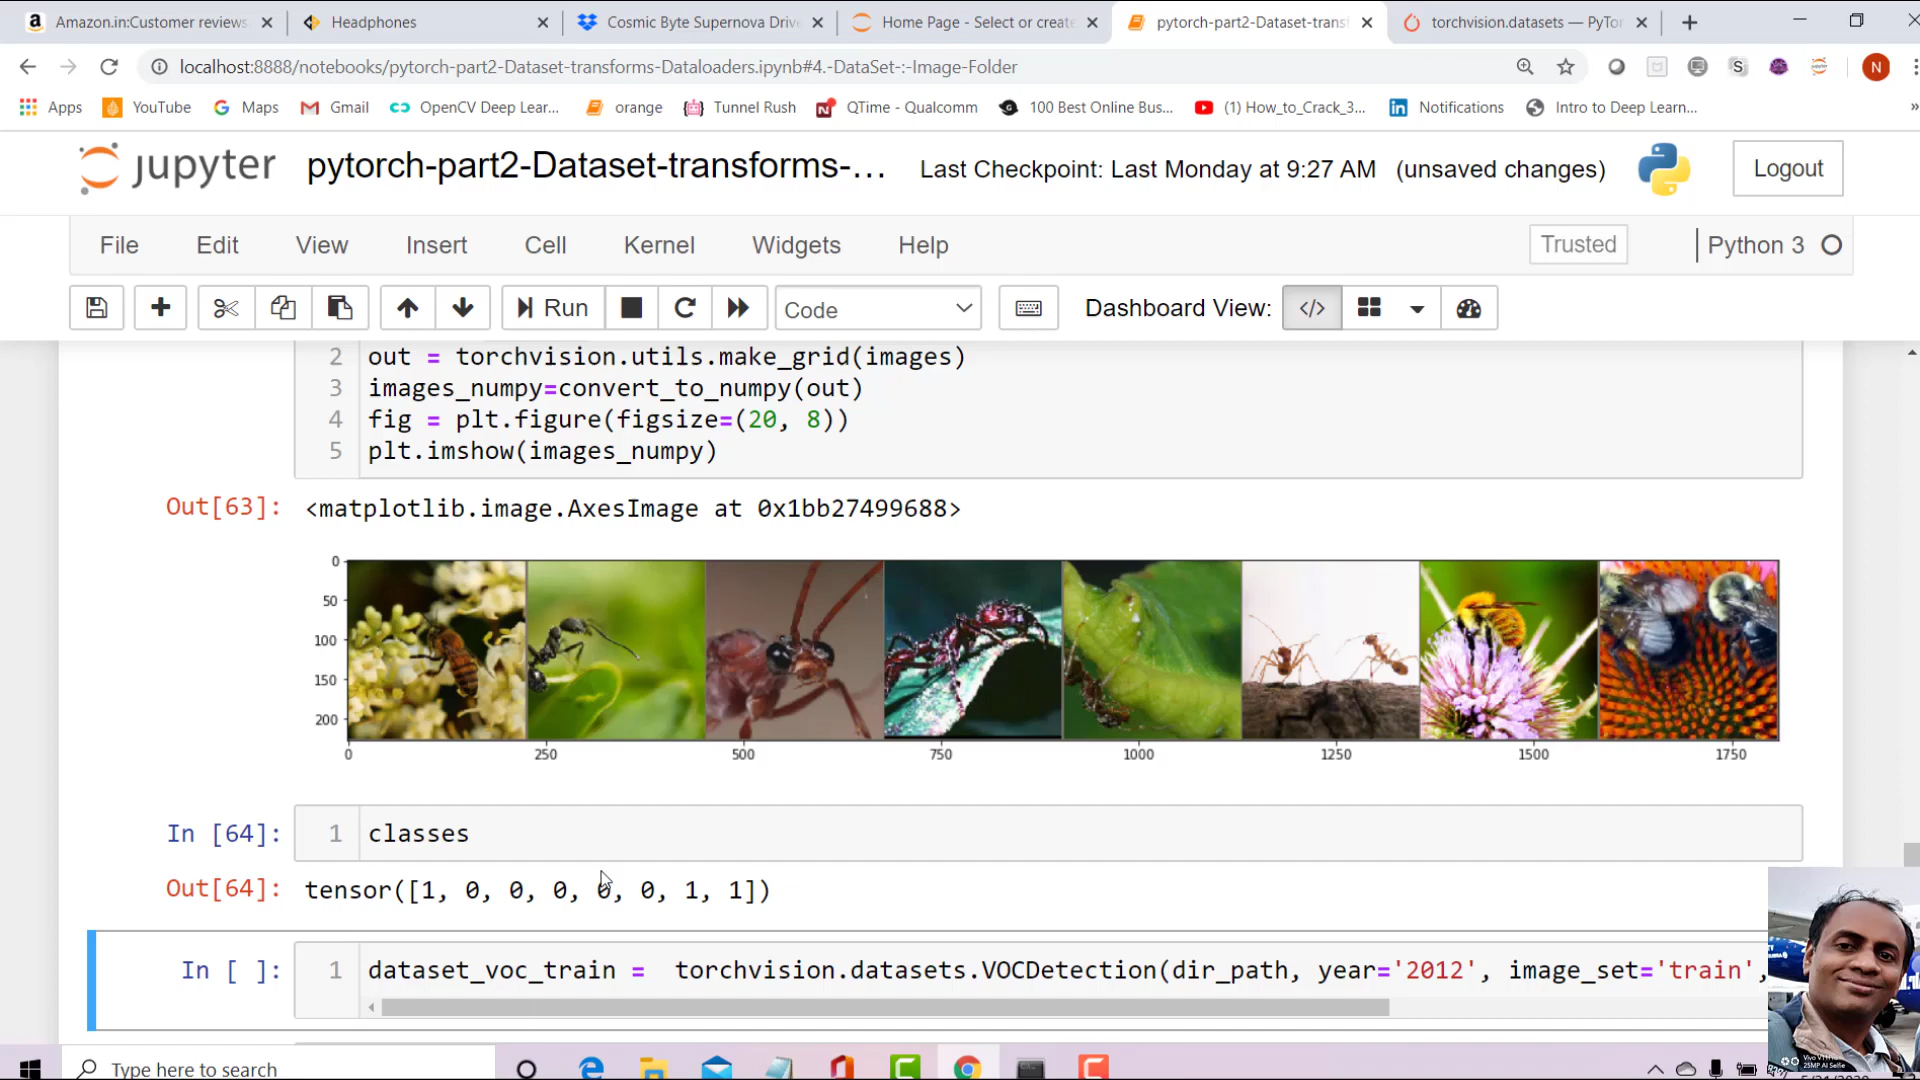 Amazon.in:Customer reviews
Headphones
Cosmic Byte Supernova Drive
Home Page - Select or create
pytorch-part2-Dataset-transf
torchvision.datasets — PyTor
localhost:8888/notebooks/pytorch-part2-Dataset-transforms-Dataloaders.ipynb#4.-DataSet-:-Image-Folder
S
N
Apps
YouTube
Maps
Gmail
OpenCV Deep Lear...
orange
Tunnel Rush
QTime - Qualcomm
100 Best Online Bus...
(1) How_to_Crack_3...
Notifications
Intro to Deep Learn...
»
jupyter
pytorch-part2-Dataset-transforms-...
Last Checkpoint: Last Monday at 9:27 AM
(unsaved changes)
Logout
File
Edit
View
Insert
Cell
Kernel
Widgets
Help
Trusted
Python 3
Run
Code
Dashboard View:
</>
2 out = torchvision.utils.make_grid(images)
3 images_numpy=convert_to_numpy(out)
4 fig = plt.figure(figsize=(20, 8))
5 plt.imshow(images_numpy)
Out[63]: <matplotlib.image.AxesImage at 0x1bb27499688>
0
50
100
150
200
0 250 500 750 1000 1250 1500 1750
In [64]: 1 classes
Out[64]: tensor([1, 0, 0, 0, 0, 0, 1, 1])
In [ ]: 1 dataset_voc_train = torchvision.datasets.VOCDetection(dir_path, year='2012', image_set='train',
Type here to search